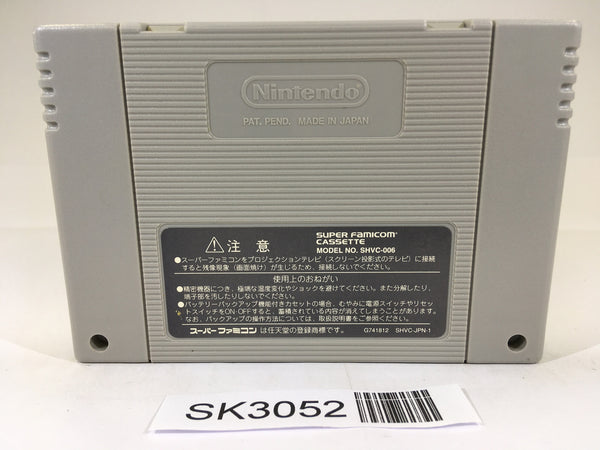 Nintendo
PAT. PEND. MADE IN JAPAN
⚠注意
SUPER FAMICOM
CASSETTE
MODEL NO. SHVC-006
●スーパーファミコンをプロジェクションテレビ(スクリーン投影式のテレビ)に接続
すると残像現象(画面焼け)が生じるため、接続しないでください。
使用上のおねがい
●精密機器につき、極端な温度変化やショックを避けてください。また分解したり、
端子部を汚したりしないでください。
●バッテリーバックアップ機能付きカセットの場合、むやみに電源スイッチやリセッ
トスイッチをON・OFFすると、蓄積されている内容が消えてしまうことがあります。
なお、バックアップの操作方法については、取扱説明書をご参照ください。
スーパーファミコンは任天堂の登録商標です。
G741812 SHVC-JPN-1
SK3052